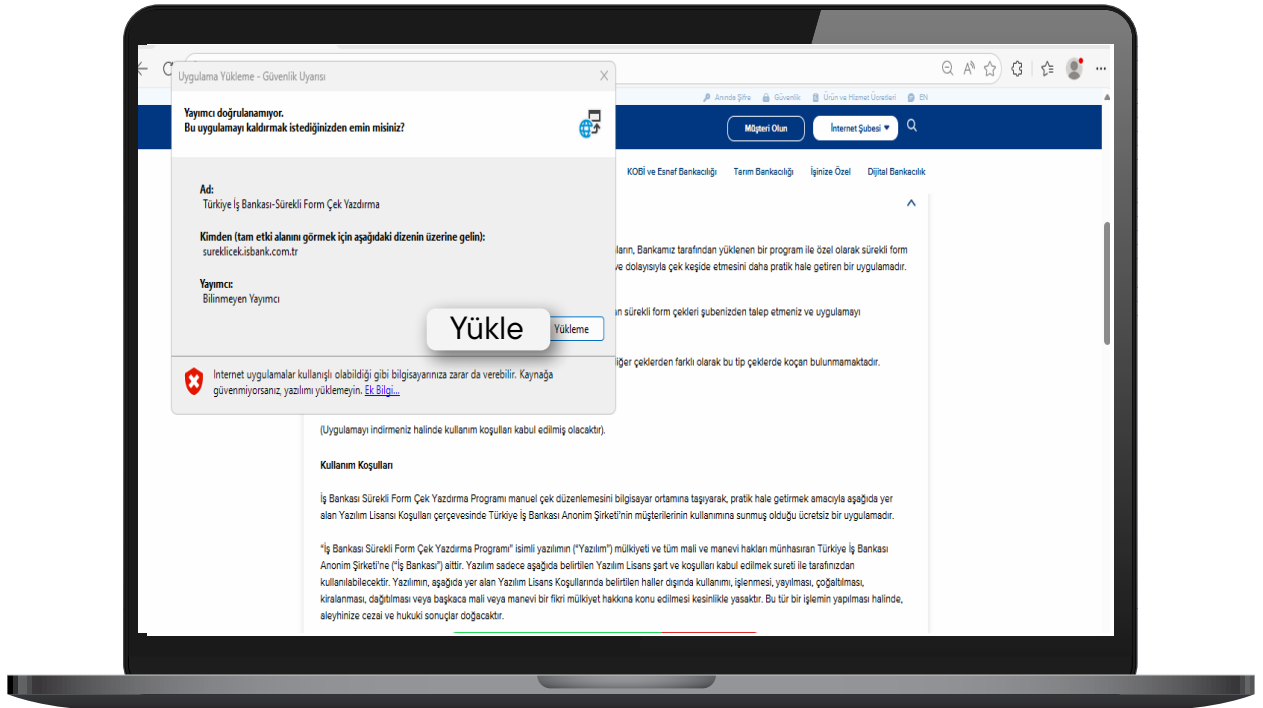 Uygulama Yükleme - Güvenlik Uyarısı
Yayımcı doğrulanamıyor.
Bu uygulamayı kaldırmak istediğinizden emin misiniz?
Ad:
Türkiye İş Bankası-Sürekli Form Çek Yazdırma
Kimden (tam etki alanını görmek için aşağıdaki dizenin üzerine gelin):
sureklicek.isbank.com.tr
Yayımcı:
Bilinmeyen Yayımcı
Yükle
Yükleme
Internet uygulamalar kullanışlı olabildiği gibi bilgisayarınıza zarar da verebilir. Kaynağa
güvenmiyorsanız, yazılımı yüklemeyin. Ek Bilgi...
Anında Şifre Güvenlik Ürün ve Hizmet Ücretleri EN
Müşteri Olun İnternet Şubesi
KOBİ ve Esnaf Bankacılığı Tarım Bankacılığı İşinize Özel Dijital Bankacılık
ların, Bankamız tarafından yüklenen bir program ile özel olarak sürekli form
ve dolayısıyla çek keşide etmesini daha pratik hale getiren bir uygulamadır.
n sürekli form çekleri şubenizden talep etmeniz ve uygulamayı
iğer çeklerden farklı olarak bu tip çeklerde koçan bulunmamaktadır.
(Uygulamayı indirmeniz halinde kullanım koşulları kabul edilmiş olacaktır).
Kullanım Koşulları
İş Bankası Sürekli Form Çek Yazdırma Programı manuel çek düzenlemesini bilgisayar ortamına taşıyarak, pratik hale getirmek amacıyla aşağıda yer
alan Yazılım Lisansı Koşulları çerçevesinde Türkiye İş Bankası Anonim Şirketi'nin müşterilerinin kullanımına sunmuş olduğu ücretsiz bir uygulamadır.
"İş Bankası Sürekli Form Çek Yazdırma Programı" isimli yazılımın ("Yazılım") mülkiyeti ve tüm mali ve manevi hakları münhasıran Türkiye İş Bankası
Anonim Şirketi'ne ("İş Bankası") aittir. Yazılım sadece aşağıda belirtilen Yazılım Lisans şart ve koşulları kabul edilmek sureti ile tarafınızdan
kullanılabilecektir. Yazılımın, aşağıda yer alan Yazılım Lisans Koşullarında belirtilen haller dışında kullanımı, işlenmesi, yayılması, çoğaltılması,
kiralanması, dağıtılması veya başkaca mali veya manevi bir fikri mülkiyet hakkına konu edilmesi kesinlikle yasaktır. Bu tür bir işlemin yapılması halinde,
aleyhinize cezai ve hukuki sonuçlar doğacaktır.